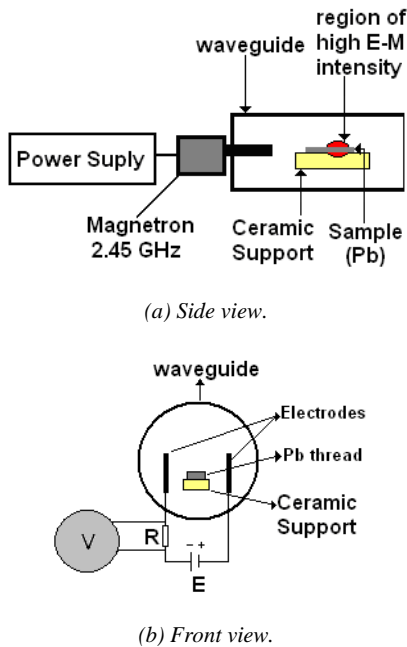 region of
high E-M
intensity
waveguide
Power Suply
Magnetron
2.45 GHz
Ceramic
Support
Sample
(Pb)
(a) Side view.
waveguide
Electrodes
Pb thread
Ceramic
Support
V
R
- +
E
(b) Front view.